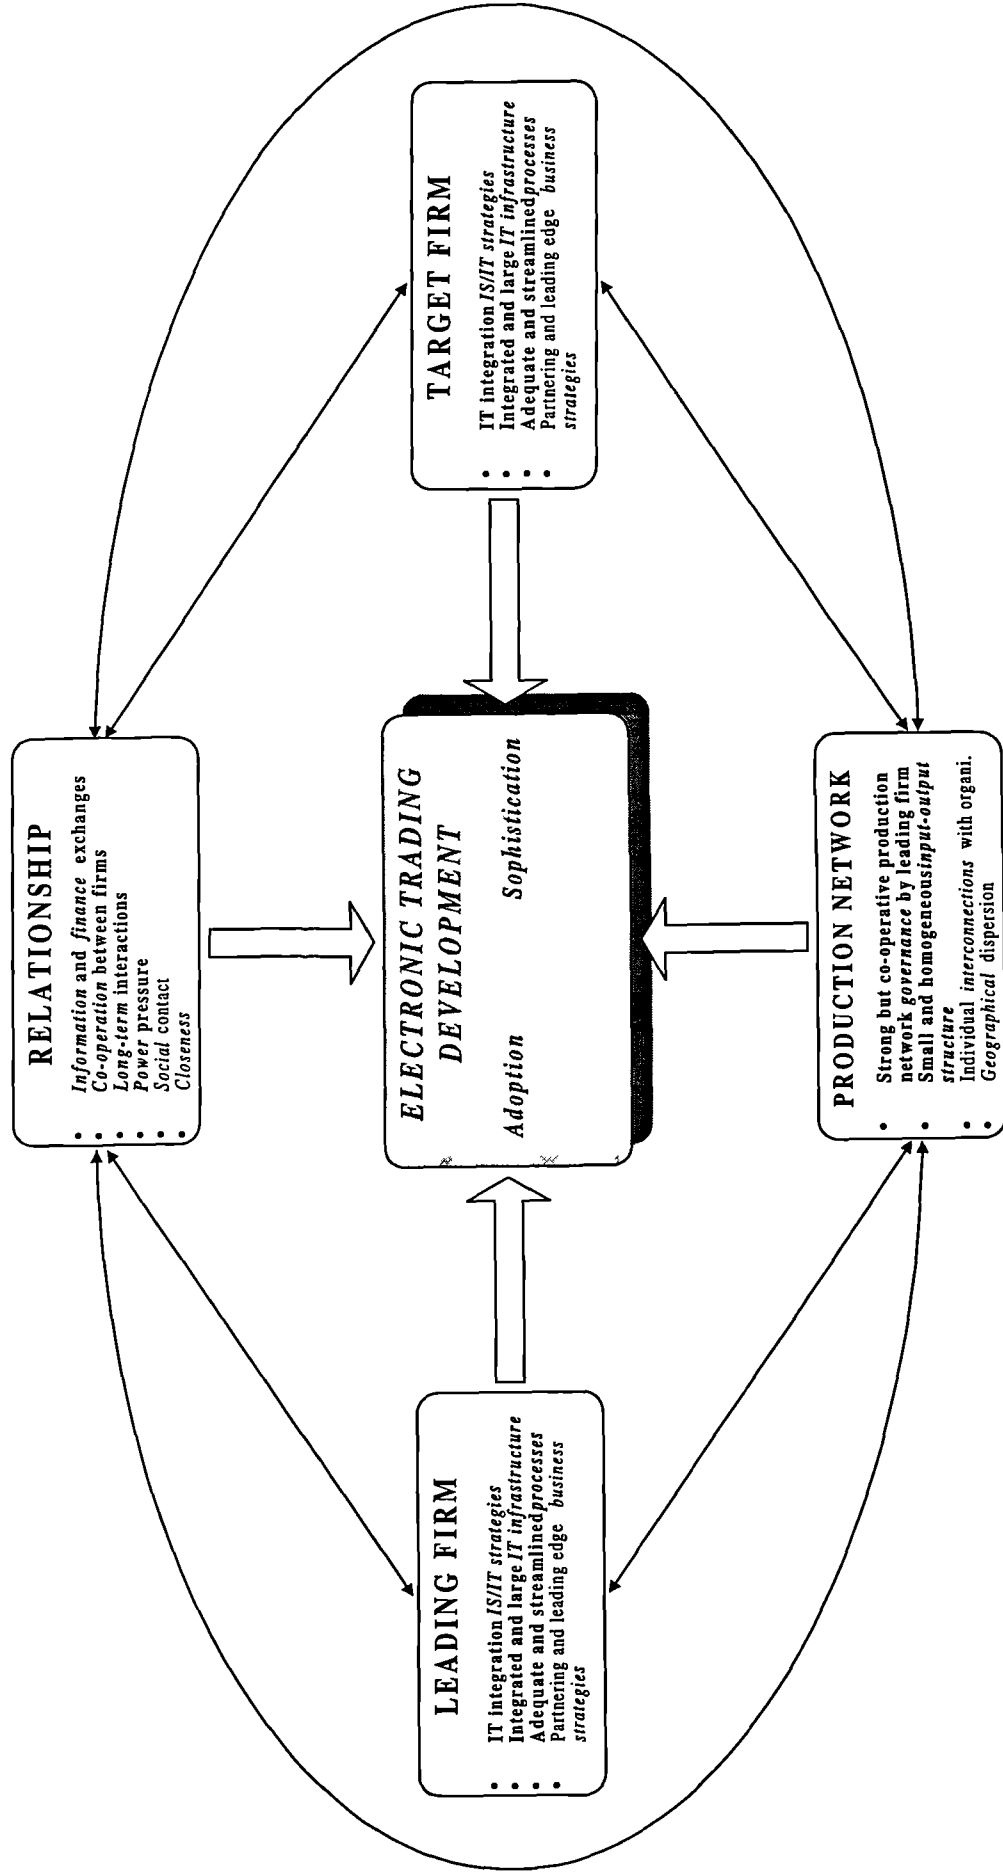 RELATIONSHIP
• Information and finance exchanges
• Co-operation between firms
• Long-term interactions
• Power pressure
• Social contact
• Closeness
LEADING FIRM
• IT integration IS/IT strategies
• Integrated and large IT infrastructure
• Adequate and streamlined processes
• Partnering and leading edge business
strategies
ELECTRONIC TRADING
DEVELOPMENT
Adoption Sophistication
TARGET FIRM
• IT integration IS/IT strategies
• Integrated and large IT infrastructure
• Adequate and streamlined processes
• Partnering and leading edge business
strategies
PRODUCTION NETWORK
• Strong but co-operative production
network governance by leading firm
• Small and homogeneous input-output
structure
• Individual interconnections with organi.
• Geographical dispersion